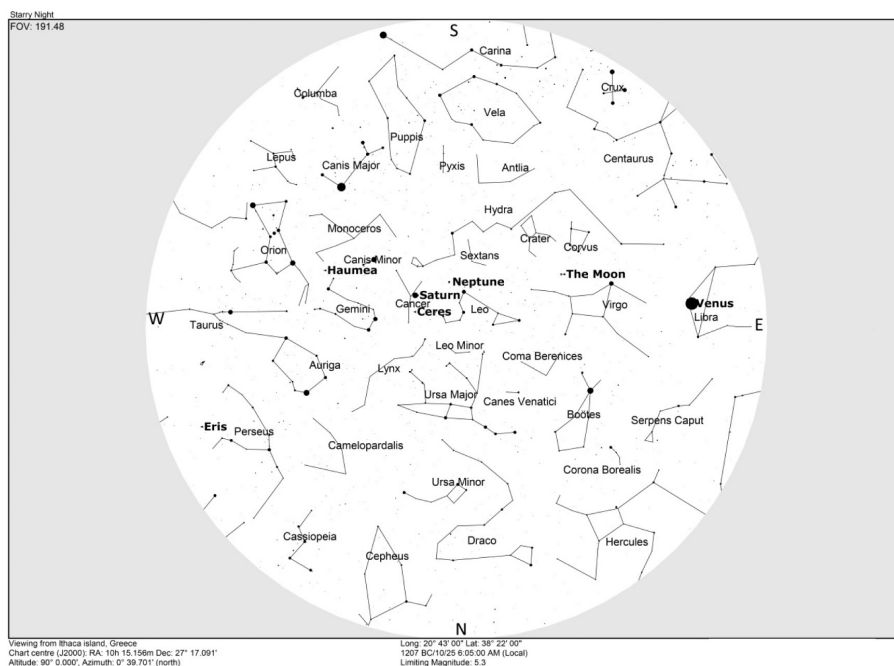 Starry Night
FOV: 191.48
S
Carina
Columba
Crux
Vela
Puppis
Lepus
Canis Major
Pyxis
Antlia
Centaurus
Hydra
Monoceros
Crater
Corvus
Orion
Sextans
Canis Minor
Haumea
The Moon
Neptune
Saturn
Cancer
Venus
Gemini
Ceres
Leo
Virgo
Libra
W
Taurus
E
Leo Minor
Coma Berenices
Auriga
Lynx
Ursa Major
Canes Venatici
Boötes
Serpens Caput
Eris
Perseus
Camelopardalis
Corona Borealis
Ursa Minor
Cassiopeia
Draco
Hercules
Cepheus
N
Viewing from Ithaca island, Greece
Chart centre (J2000): RA: 10h 15.156m Dec: 27° 17.091'
Altitude: 90° 0.000', Azimuth: 0° 39.701' (north)
Long: 20° 43' 00" Lat: 38° 22' 00"
1207 BC/10/25 6:05:00 AM (Local)
Limiting Magnitude: 5.3